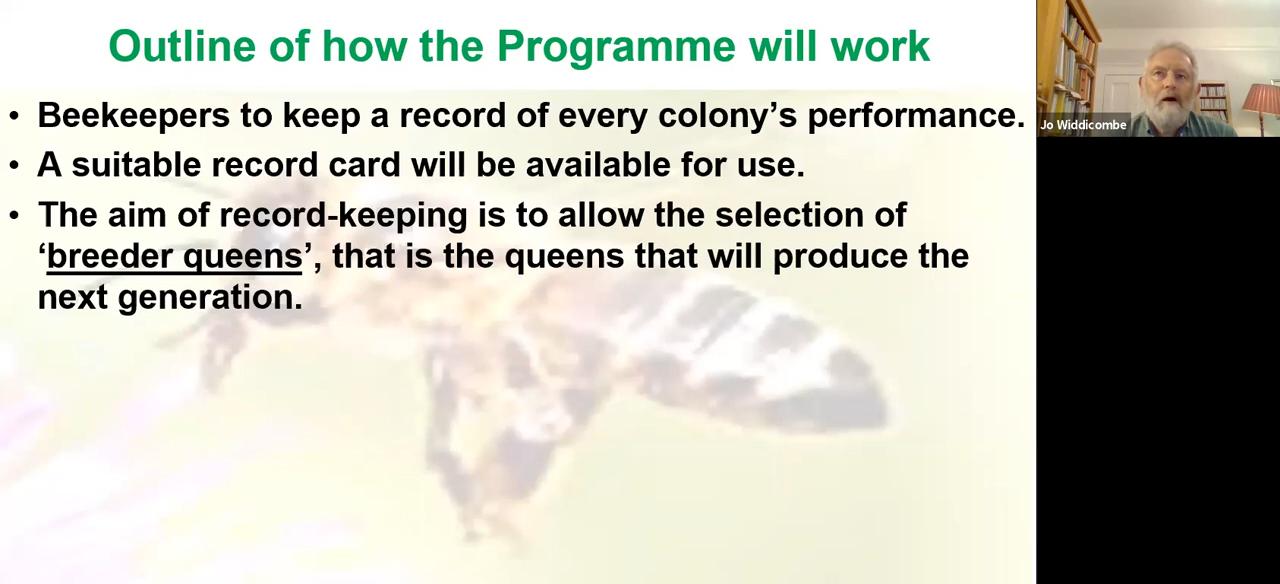 Outline of how the Programme will work
• Beekeepers to keep a record of every colony’s performance.
• A suitable record card will be available for use.
• The aim of record-keeping is to allow the selection of
‘breeder queens’, that is the queens that will produce the
next generation.
Jo Widdicombe